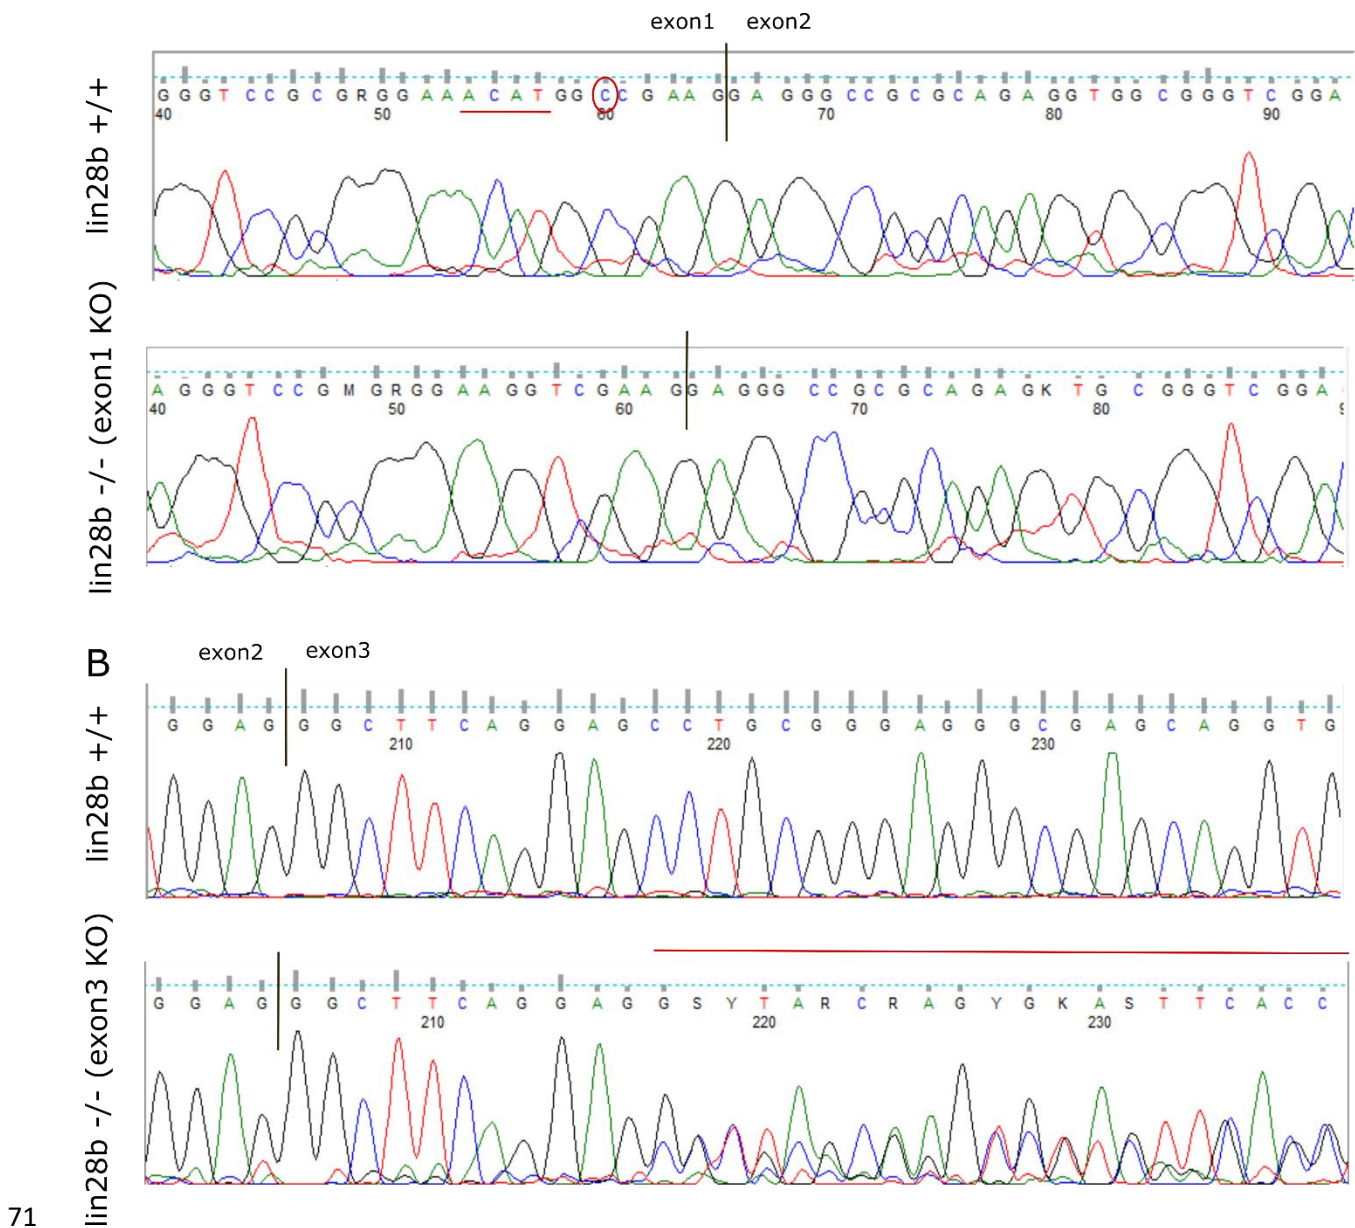 exon1 exon2
lin28b +/+
G G G T C C G C G R G G A A A C A T G G C C G A A G G A G G G C C G C G C A G A G G T G G C G G G T C G G A
40 50 60 70 80 90
lin28b -/- (exon1 KO)
A G G G T C C G M G R G G A A G G T C G A A G G A G G G C C G C G C A G A G K T G C G G G T C G G A
40 50 60 70 80 9
B
exon2 exon3
lin28b +/+
G G A G G G C T T C A G G A G C C T G C G G G A G G G C G A G C A G G T G
210 220 230
lin28b -/- (exon3 KO)
G G A G G G C T T C A G G A G G S Y T A R C R A G Y G K A S T T C A C C
210 220 230
71